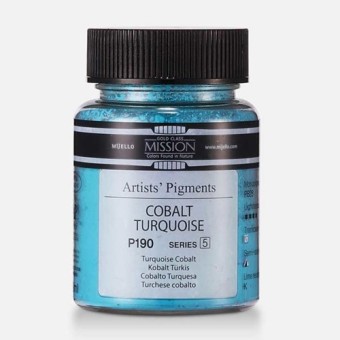 GOLD CLASS
MIJELLO MISSION www.mijello.com
Colors Found in Nature
Artists' Pigments
COBALT
TURQUOISE
P190 SERIES 5
Turquoise Cobalt
Kobalt Türkis
Cobalto Turquesa
Turchese cobalto